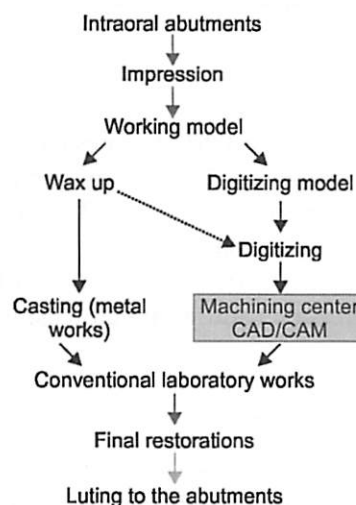 Intraoral abutments
Impression
Working model
Wax up
Digitizing model
Digitizing
Casting (metal
works)
Machining center
CAD/CAM
Conventional laboratory works
Final restorations
Luting to the abutments